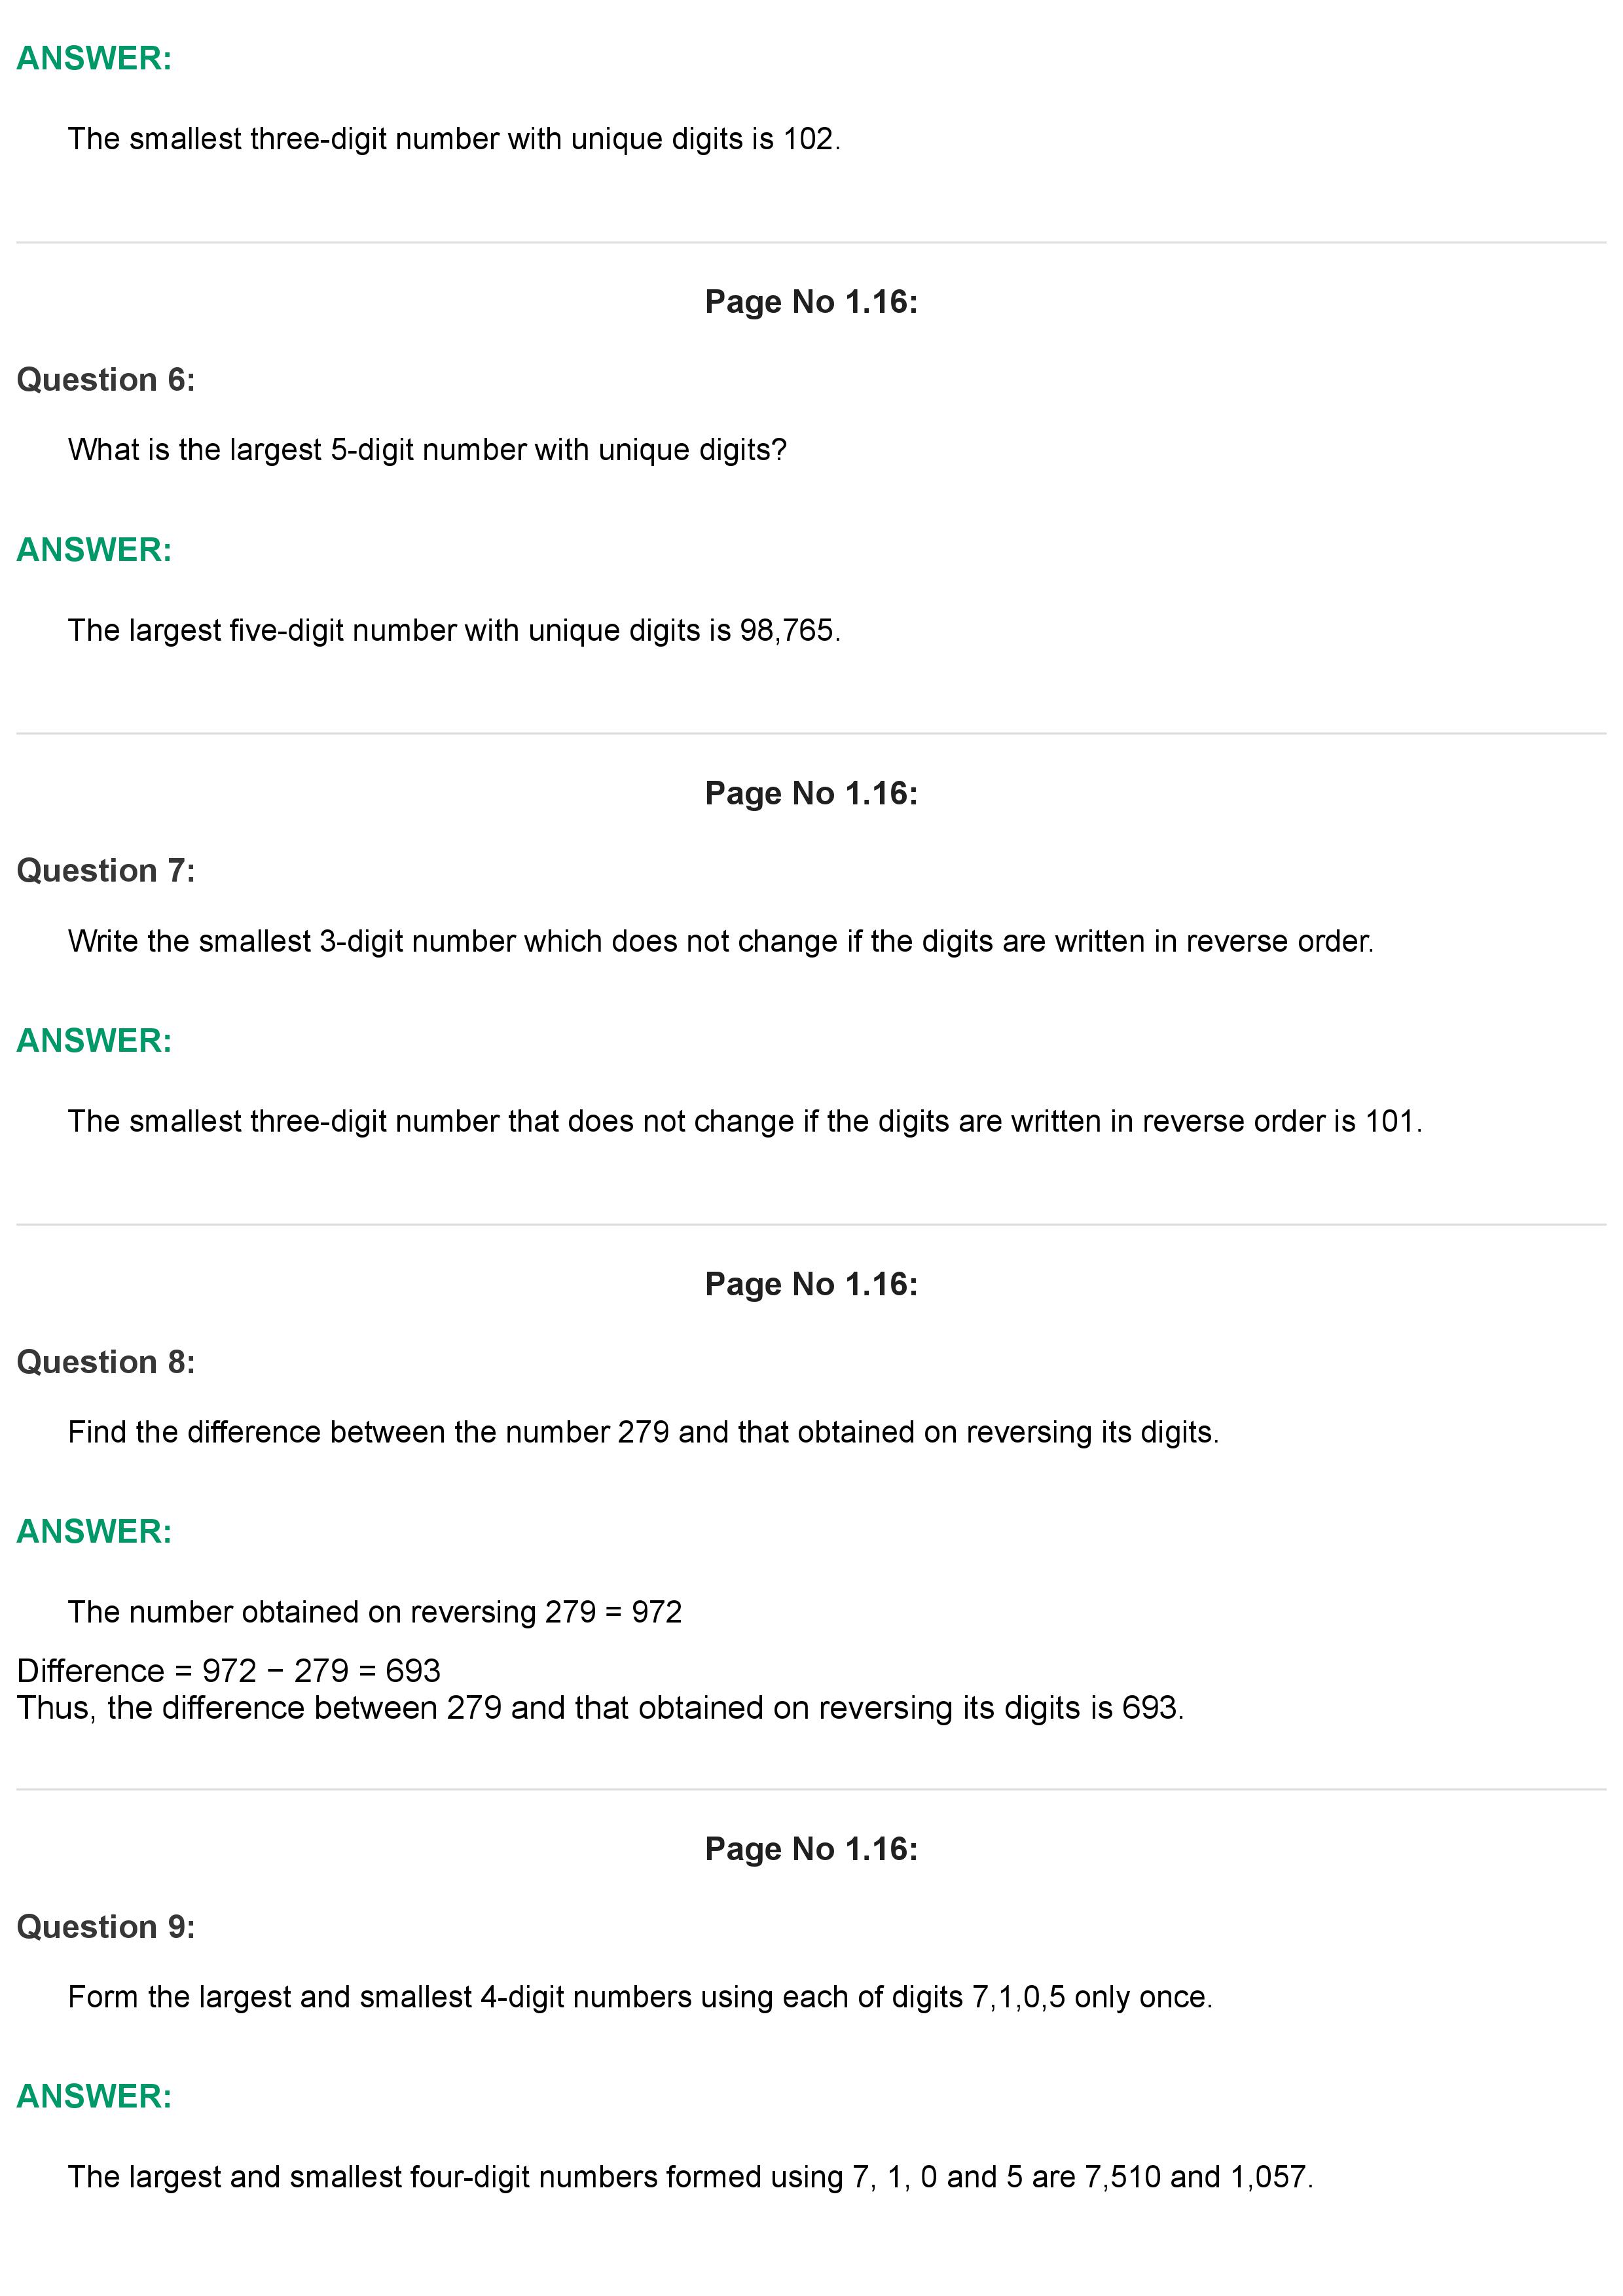 ANSWER:
The smallest three-digit number with unique digits is 102.
Page No 1.16:
Question 6:
What is the largest 5-digit number with unique digits?
ANSWER:
The largest five-digit number with unique digits is 98,765.
Page No 1.16:
Question 7:
Write the smallest 3-digit number which does not change if the digits are written in reverse order.
ANSWER:
The smallest three-digit number that does not change if the digits are written in reverse order is 101.
Page No 1.16:
Question 8:
Find the difference between the number 279 and that obtained on reversing its digits.
ANSWER:
The number obtained on reversing 279 = 972
Difference = 972 − 279 = 693
Thus, the difference between 279 and that obtained on reversing its digits is 693.
Page No 1.16:
Question 9:
Form the largest and smallest 4-digit numbers using each of digits 7,1,0,5 only once.
ANSWER:
The largest and smallest four-digit numbers formed using 7, 1, 0 and 5 are 7,510 and 1,057.